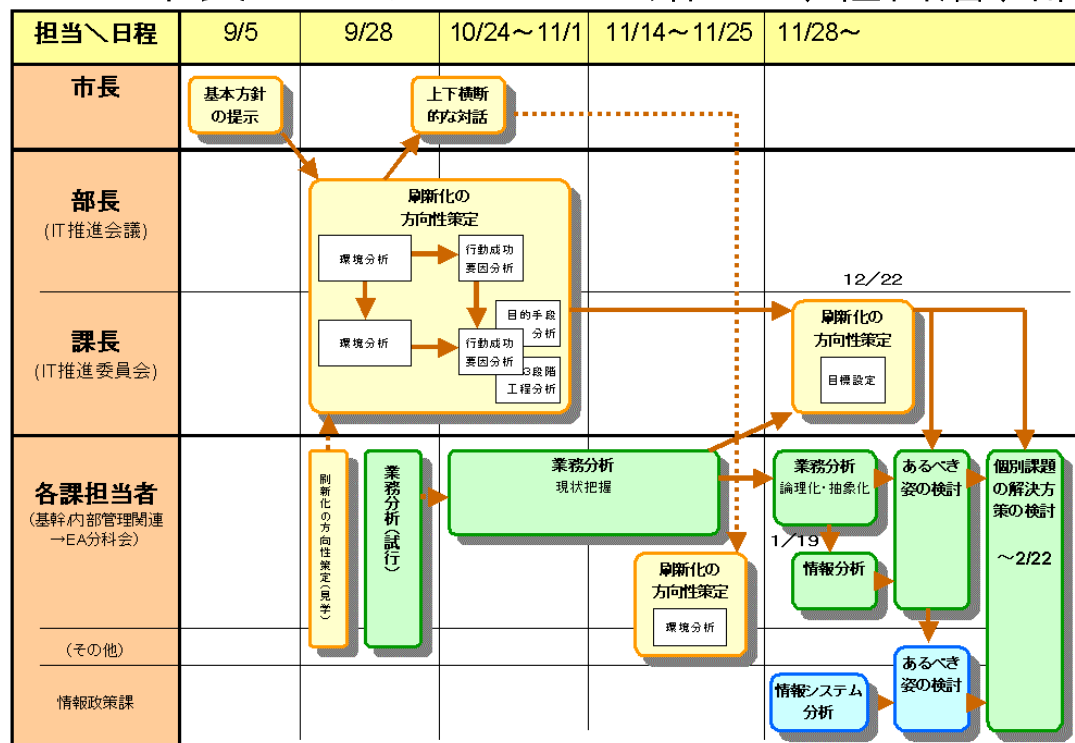 担当＼日程
9/5
9/28
10/24～11/1
11/14～11/25
11/28～
市長
基本方針
の提示
上下横断
的な対話
部長
(IT推進会議)
刷新化の
方向性策定
環境分析
行動成功
要因分析
12/22
課長
(IT推進委員会)
環境分析
行動成功
要因分析
目的手段
分析
3段階
工程分析
刷新化の
方向性策定
目標設定
各課担当者
(基幹/内部管理関連
→EA分科会)
刷新化の方向性策定(見学)
業務分析(試行)
業務分析
現状把握
業務分析
論理化・抽象化
あるべき
姿の検討
個別課題
の解決方
策の検討
～2/22
1/19
情報分析
刷新化の
方向性策定
環境分析
(その他)
あるべき
姿の検討
情報政策課
情報システム
分析